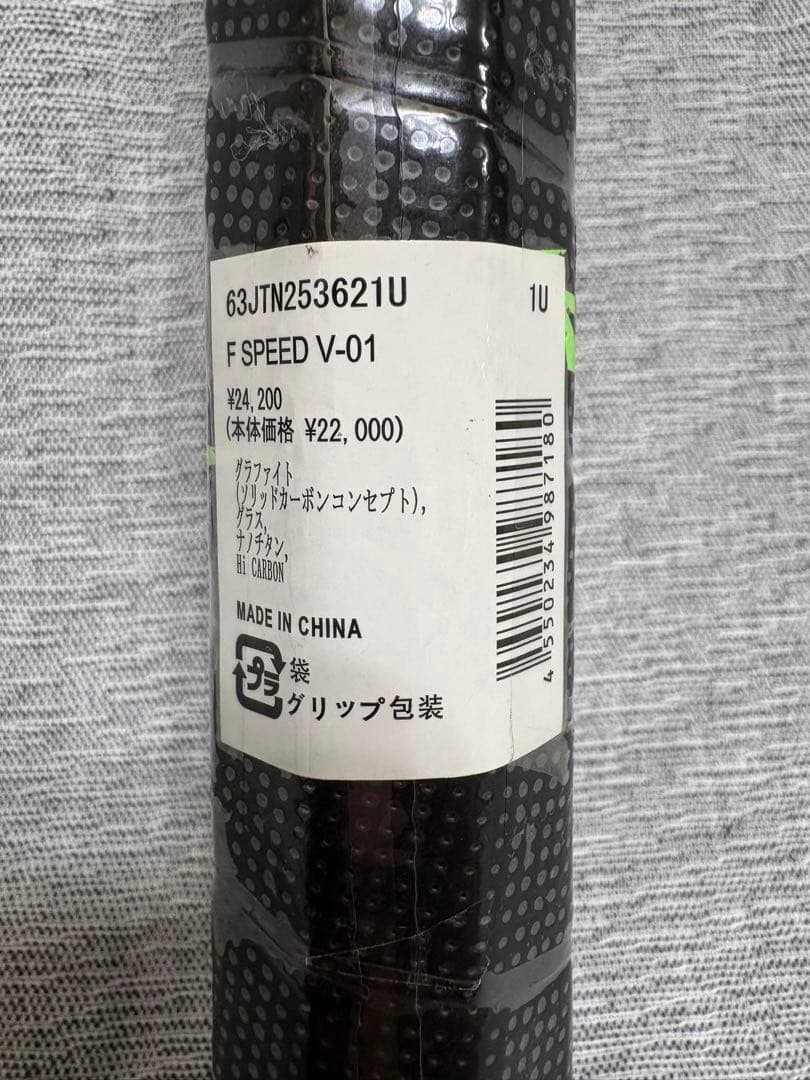 63JTN253621U 1U
F SPEED V-01
¥24,200
(本体価格 ¥22,000)
グラファイト
(ソリッドカーボンコンセプト),
グラス,
ナノチタン,
Hi CARBON
MADE IN CHINA
プラ 袋
グリップ包装
4550234987180